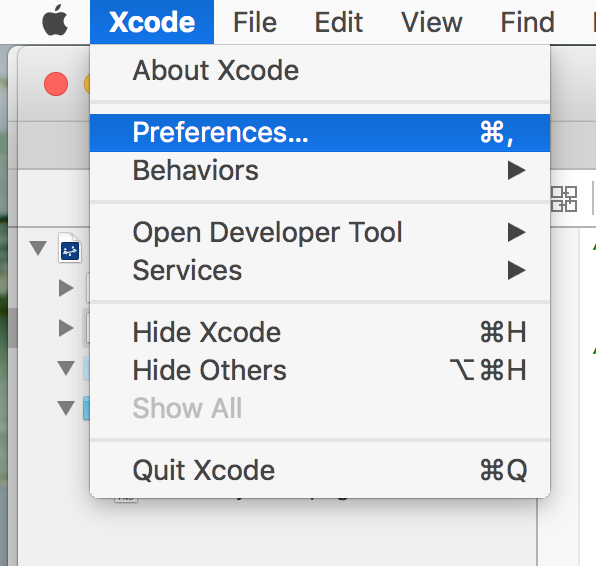 Xcode File Edit View Find
About Xcode
Preferences... ⌘,
Behaviors ▶
Open Developer Tool ▶
Services ▶
Hide Xcode ⌘H
Hide Others ⌥⌘H
Show All
Quit Xcode ⌘Q